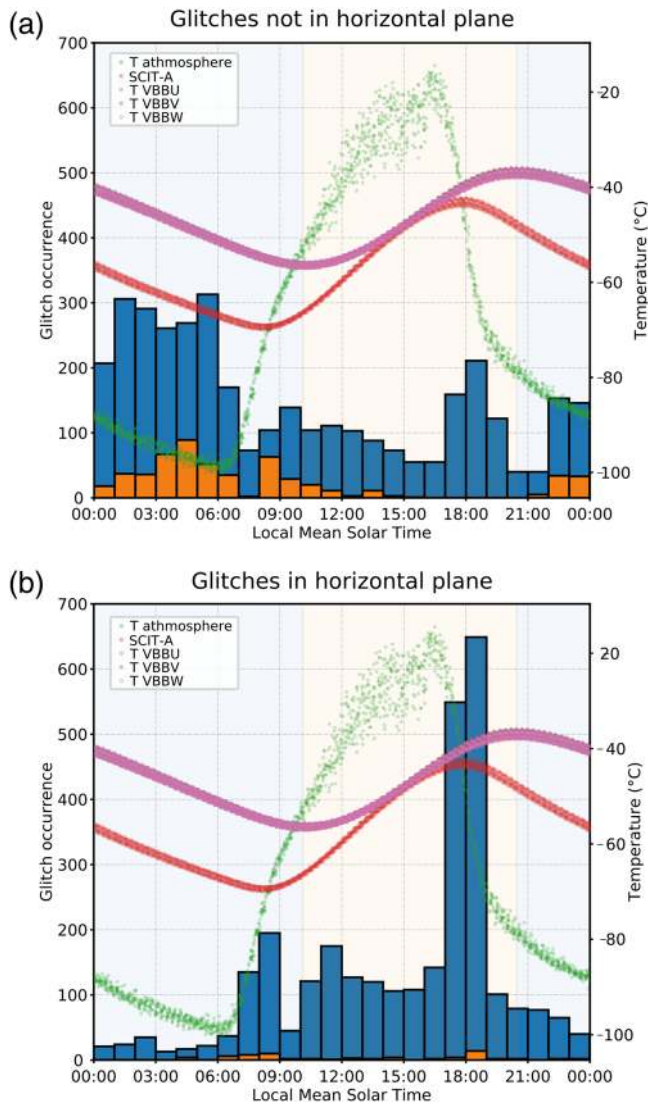 (a) Glitches not in horizontal plane
700
600
500
400
300
200
100
0
Glitch occurrence
T athmosphere
SCIT-A
T VBBU
T VBBV
T VBBW
-20
-40
-60
-80
-100
Temperature (°C)
00:00 03:00 06:00 09:00 12:00 15:00 18:00 21:00 00:00
Local Mean Solar Time
(b) Glitches in horizontal plane
700
600
500
400
300
200
100
0
Glitch occurrence
T athmosphere
SCIT-A
T VBBU
T VBBV
T VBBW
20
-40
-60
-80
-100
Temperature (°C)
00:00 03:00 06:00 09:00 12:00 15:00 18:00 21:00 00:00
Local Mean Solar Time